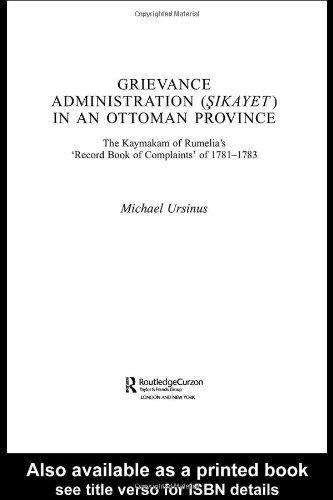 GRIEVANCE
ADMINISTRATION (ŞIKAYET)
IN AN OTTOMAN PROVINCE
The Kaymakam of Rumelia's
'Record Book of Complaints' of 1781–1783
Michael Ursinus
RoutledgeCurzon
Taylor & Francis Group
LONDON AND NEW YORK
Also available as a printed book
see title verso for ISBN details